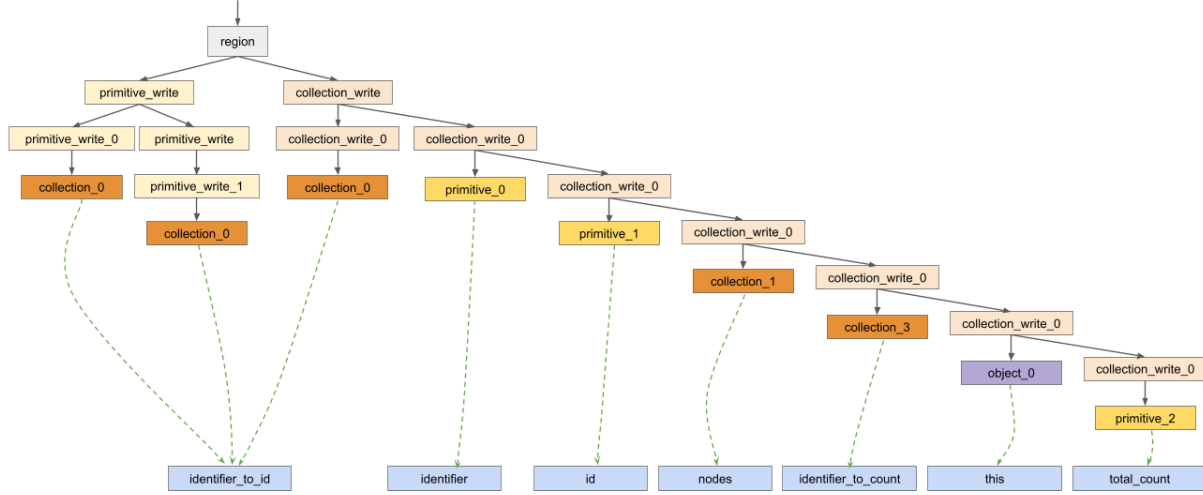 region
primitive_write
collection_write
primitive_write_0
primitive_write
collection_write_0
collection_write_0
collection_0
primitive_write_1
collection_0
primitive_0
collection_write_0
collection_0
primitive_1
collection_write_0
collection_1
collection_write_0
collection_3
collection_write_0
object_0
collection_write_0
primitive_2
identifier_to_id
identifier
id
nodes
identifier_to_count
this
total_count